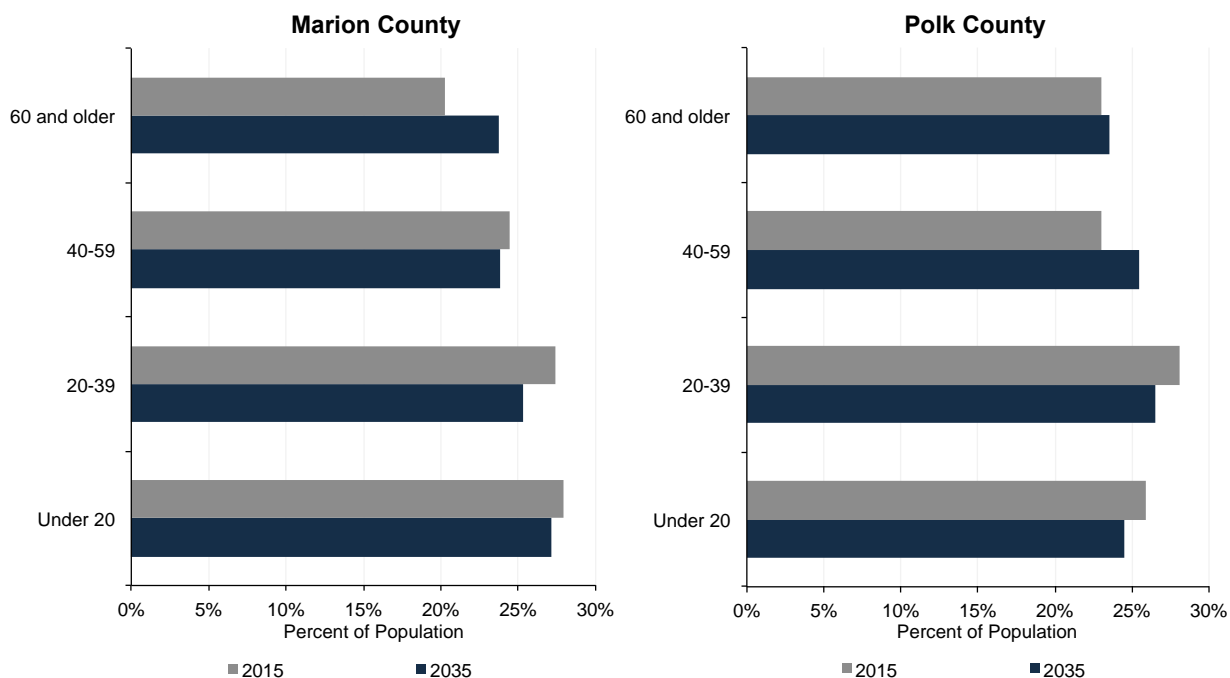 Marion County
60 and older
40-59
20-39
Under 20
0% 5% 10% 15% 20% 25% 30%
Percent of Population
2015 2035
Polk County
60 and older
40-59
20-39
Under 20
0% 5% 10% 15% 20% 25% 30%
Percent of Population
2015 2035